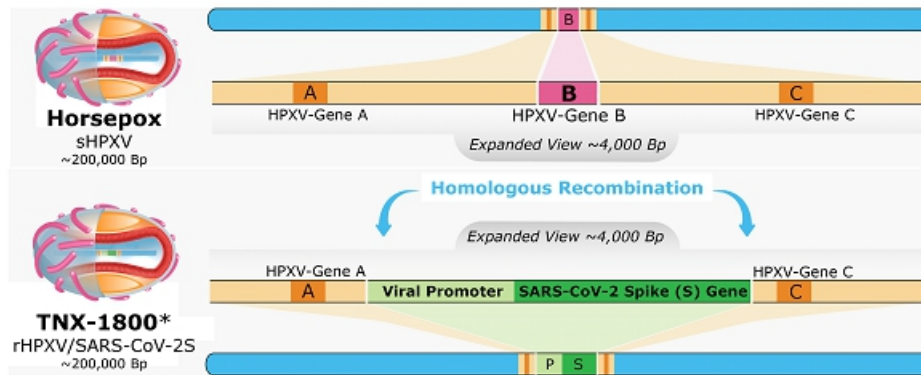 B
A
B
C
HPXV-Gene A
HPXV-Gene B
HPXV-Gene C
Horsepox
sHPXV
~200,000 Bp
Expanded View ~4,000 Bp
Homologous Recombination
Expanded View ~4,000 Bp
HPXV-Gene A
HPXV-Gene C
A
Viral Promoter
SARS-CoV-2 Spike (S) Gene
C
TNX-1800*
rHPXV/SARS-CoV-2S
~200,000 Bp
P
S